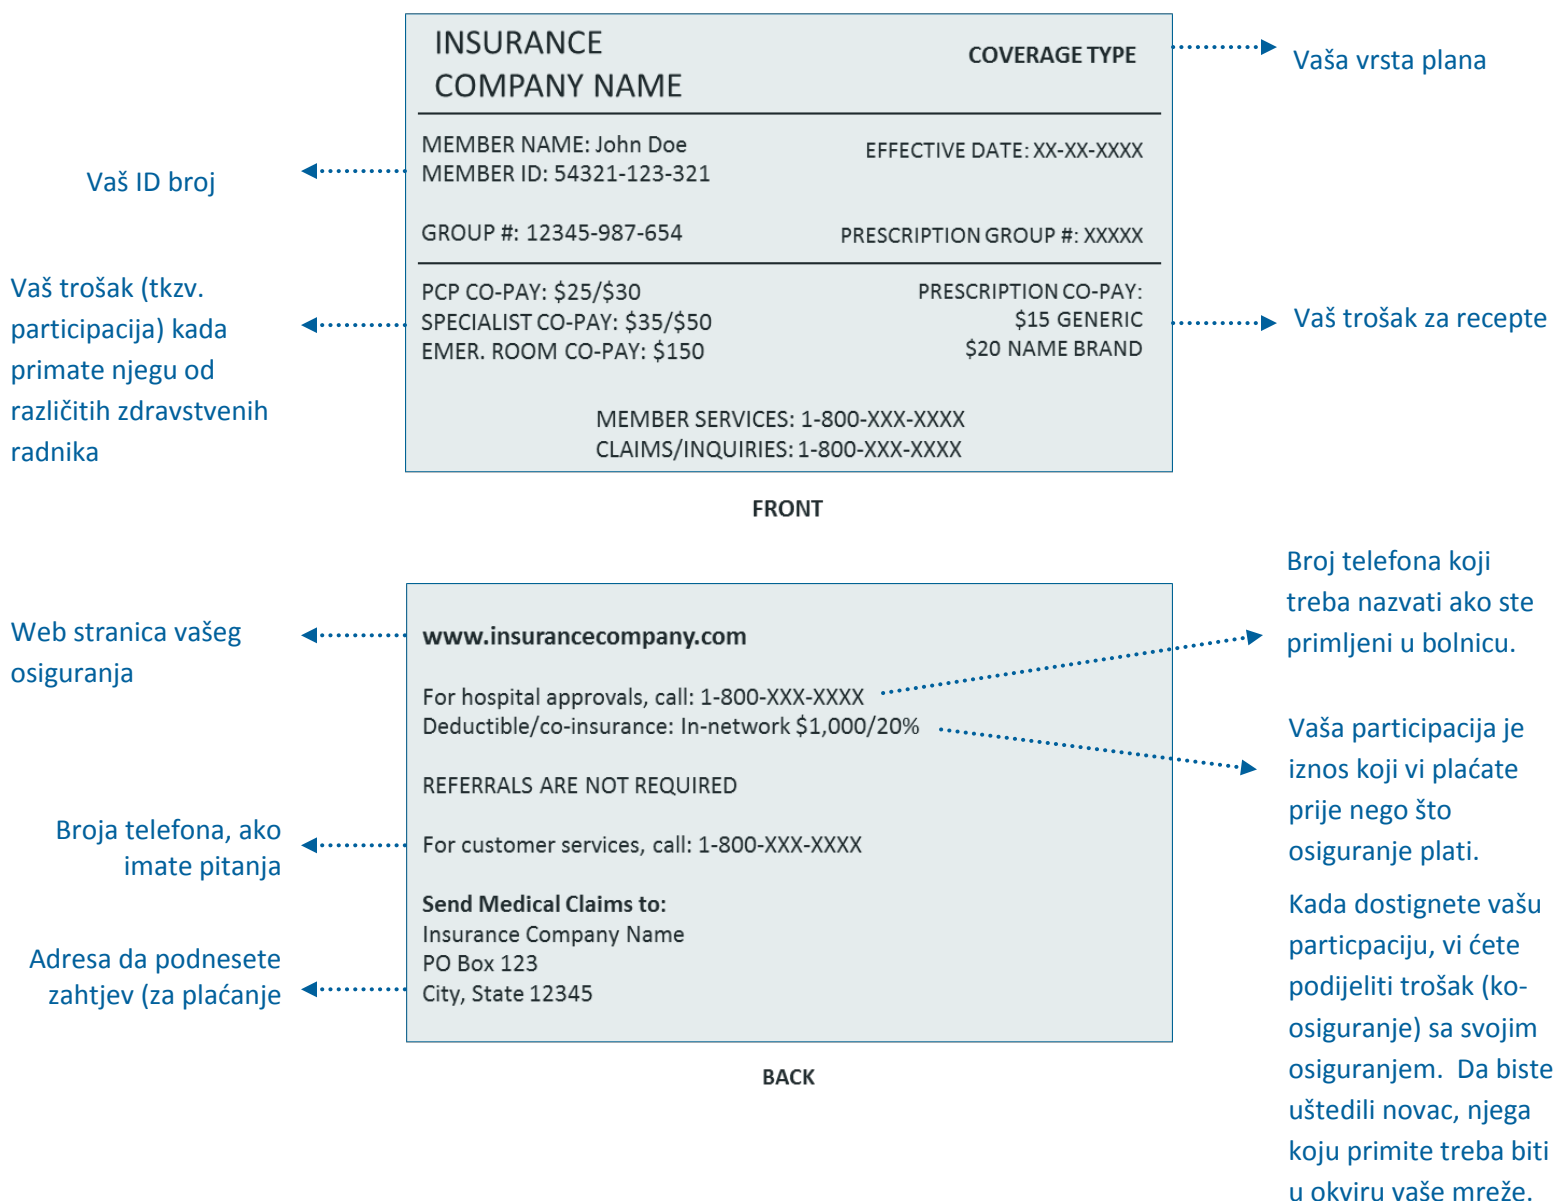 INSURANCE
COMPANY NAME
COVERAGE TYPE
Vaša vrsta plana
MEMBER NAME: John Doe
MEMBER ID: 54321-123-321
EFFECTIVE DATE: XX-XX-XXXX
Vaš ID broj
GROUP #: 12345-987-654
PRESCRIPTION GROUP #: XXXXX
Vaš trošak (tkzv.
participacija) kada
primate njegu od
različitih zdravstvenih
radnika
PCP CO-PAY: $25/$30
SPECIALIST CO-PAY: $35/$50
EMER. ROOM CO-PAY: $150
PRESCRIPTION CO-PAY:
$15 GENERIC
$20 NAME BRAND
Vaš trošak za recepte
MEMBER SERVICES: 1-800-XXX-XXXX
CLAIMS/INQUIRIES: 1-800-XXX-XXXX
FRONT
Web stranica vašeg
osiguranja
www.insurancecompany.com
Broj telefona koji
treba nazvati ako ste
primljeni u bolnicu.
For hospital approvals, call: 1-800-XXX-XXXX
Deductible/co-insurance: In-network $1,000/20%
Vaša participacija je
iznos koji vi plaćate
prije nego što
osiguranje plati.
REFERRALS ARE NOT REQUIRED
Broja telefona, ako
imate pitanja
For customer services, call: 1-800-XXX-XXXX
Send Medical Claims to:
Insurance Company Name
PO Box 123
City, State 12345
Adresa da podnesete
zahtjev (za plaćanje
Kada dostignete vašu
particpaciju, vi ćete
podijeliti trošak (ko-
osiguranje) sa svojim
osiguranjem.  Da biste
uštedili novac, njega
koju primite treba biti
u okviru vaše mreže.
BACK